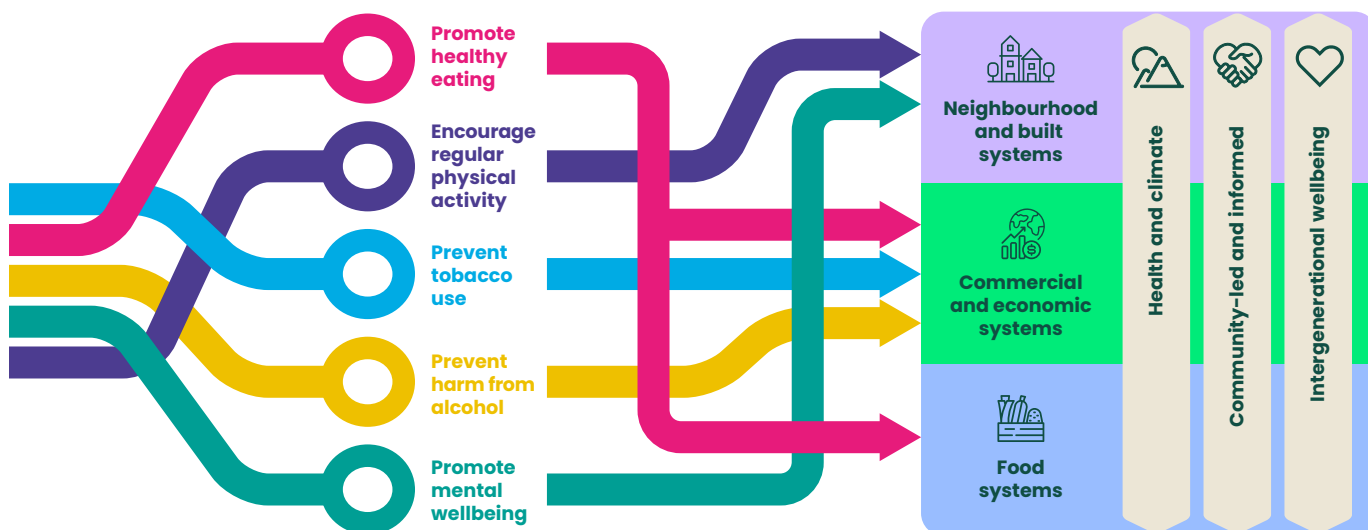 Promote
healthy
eating
Encourage
regular
physical
activity
Prevent
tobacco
use
Prevent
harm from
alcohol
Promote
mental
wellbeing
Neighbourhood
and built
systems
Commercial
and economic
systems
Food
systems
Health and climate
Community-led and informed
Intergenerational wellbeing